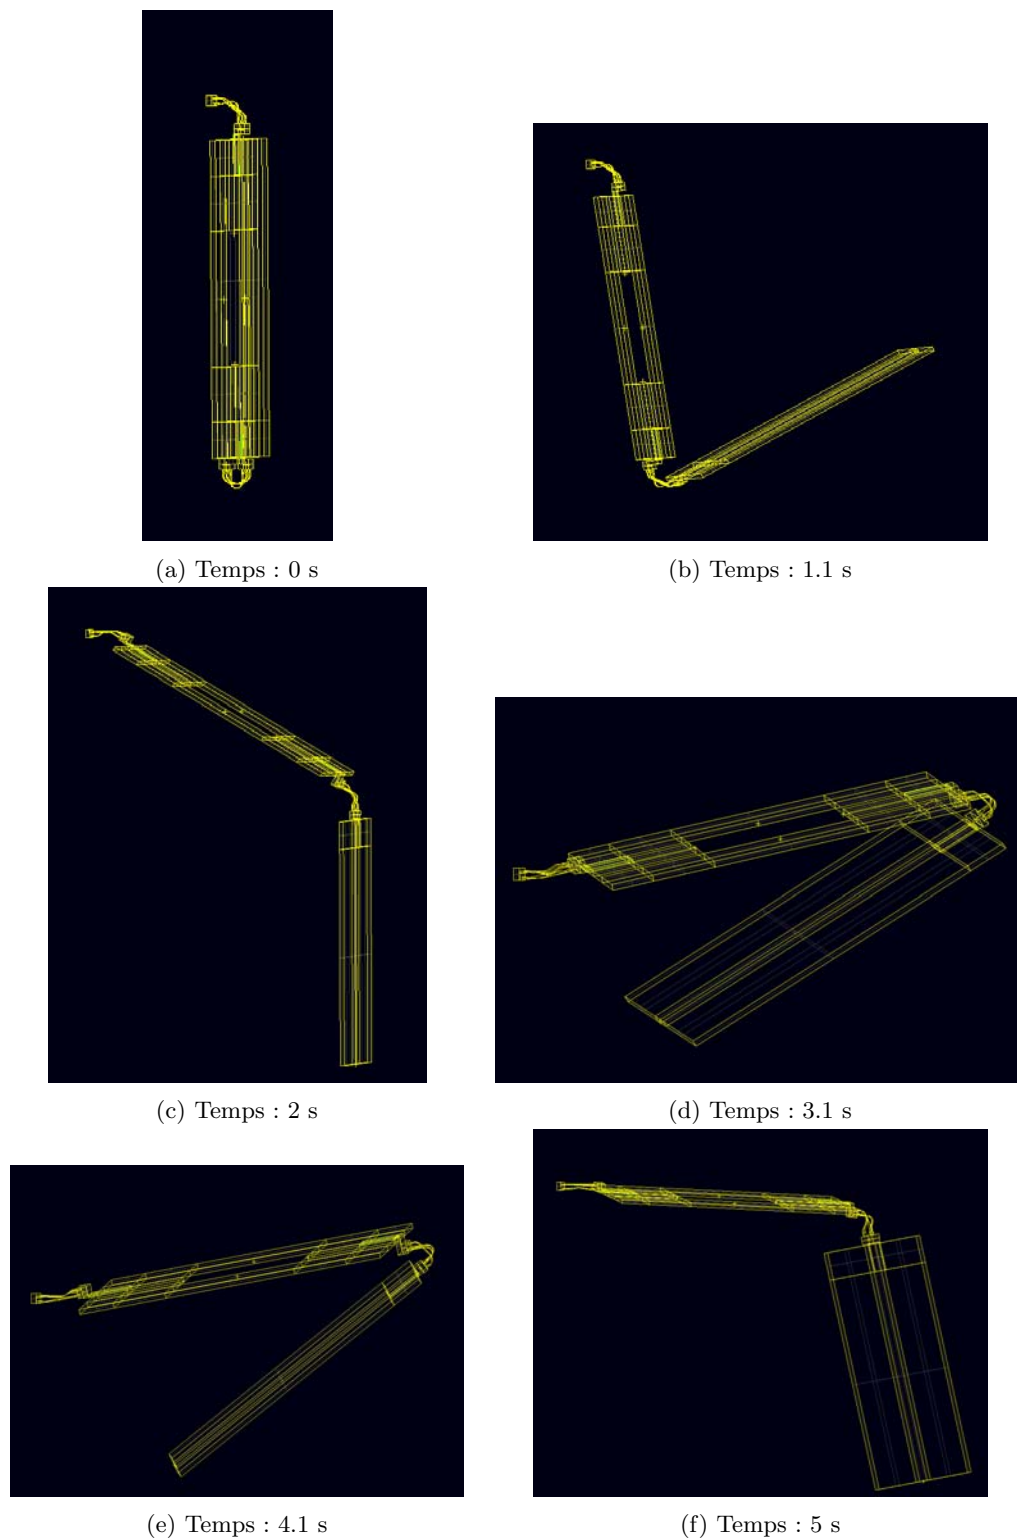 (a) Temps : 0 s
(b) Temps : 1.1 s
(c) Temps : 2 s
(d) Temps : 3.1 s
(e) Temps : 4.1 s
(f) Temps : 5 s